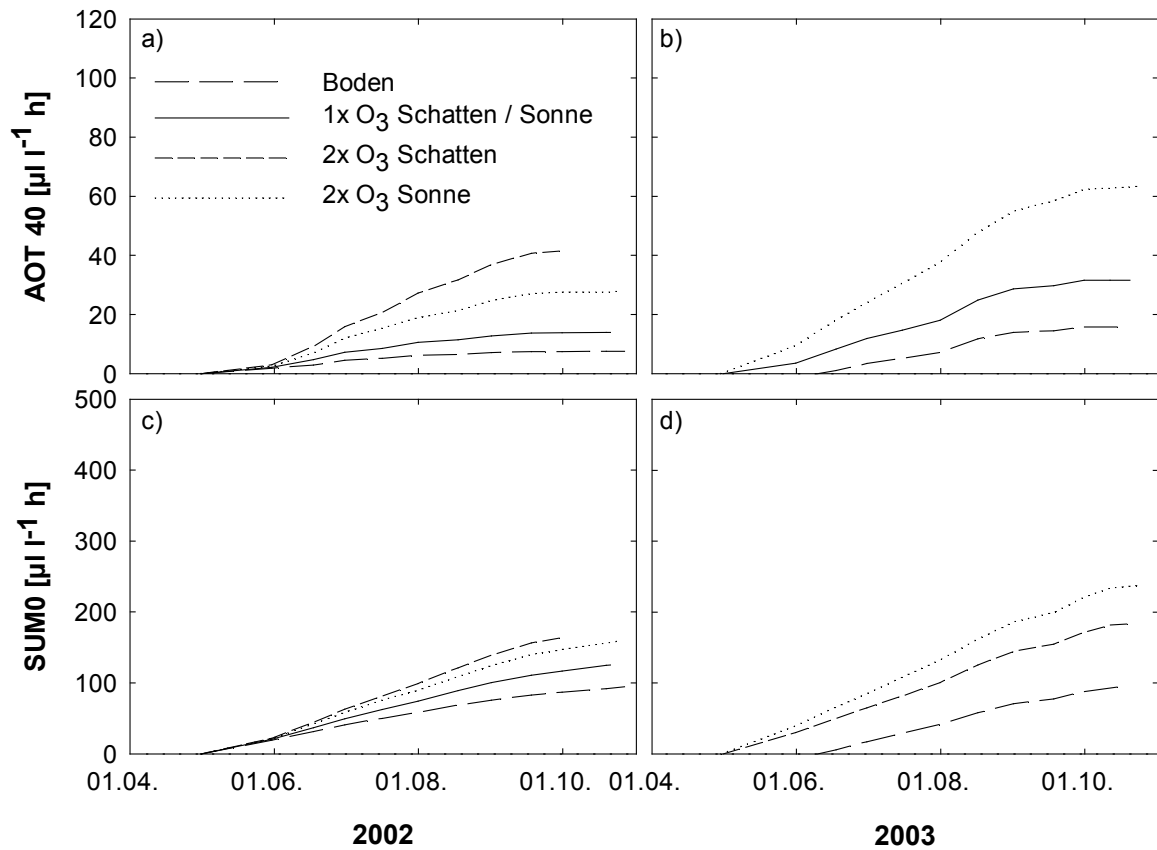 a)
b)
120
100
80
60
40
20
0
AOT 40 [µl l-1 h]
Boden
1x O3 Schatten / Sonne
2x O3 Schatten
2x O3 Sonne
c)
d)
500
400
300
200
100
0
SUM0 [µl l-1 h]
01.04. 01.06. 01.08. 01.10. 01.04. 01.06. 01.08. 01.10.
2002 2003